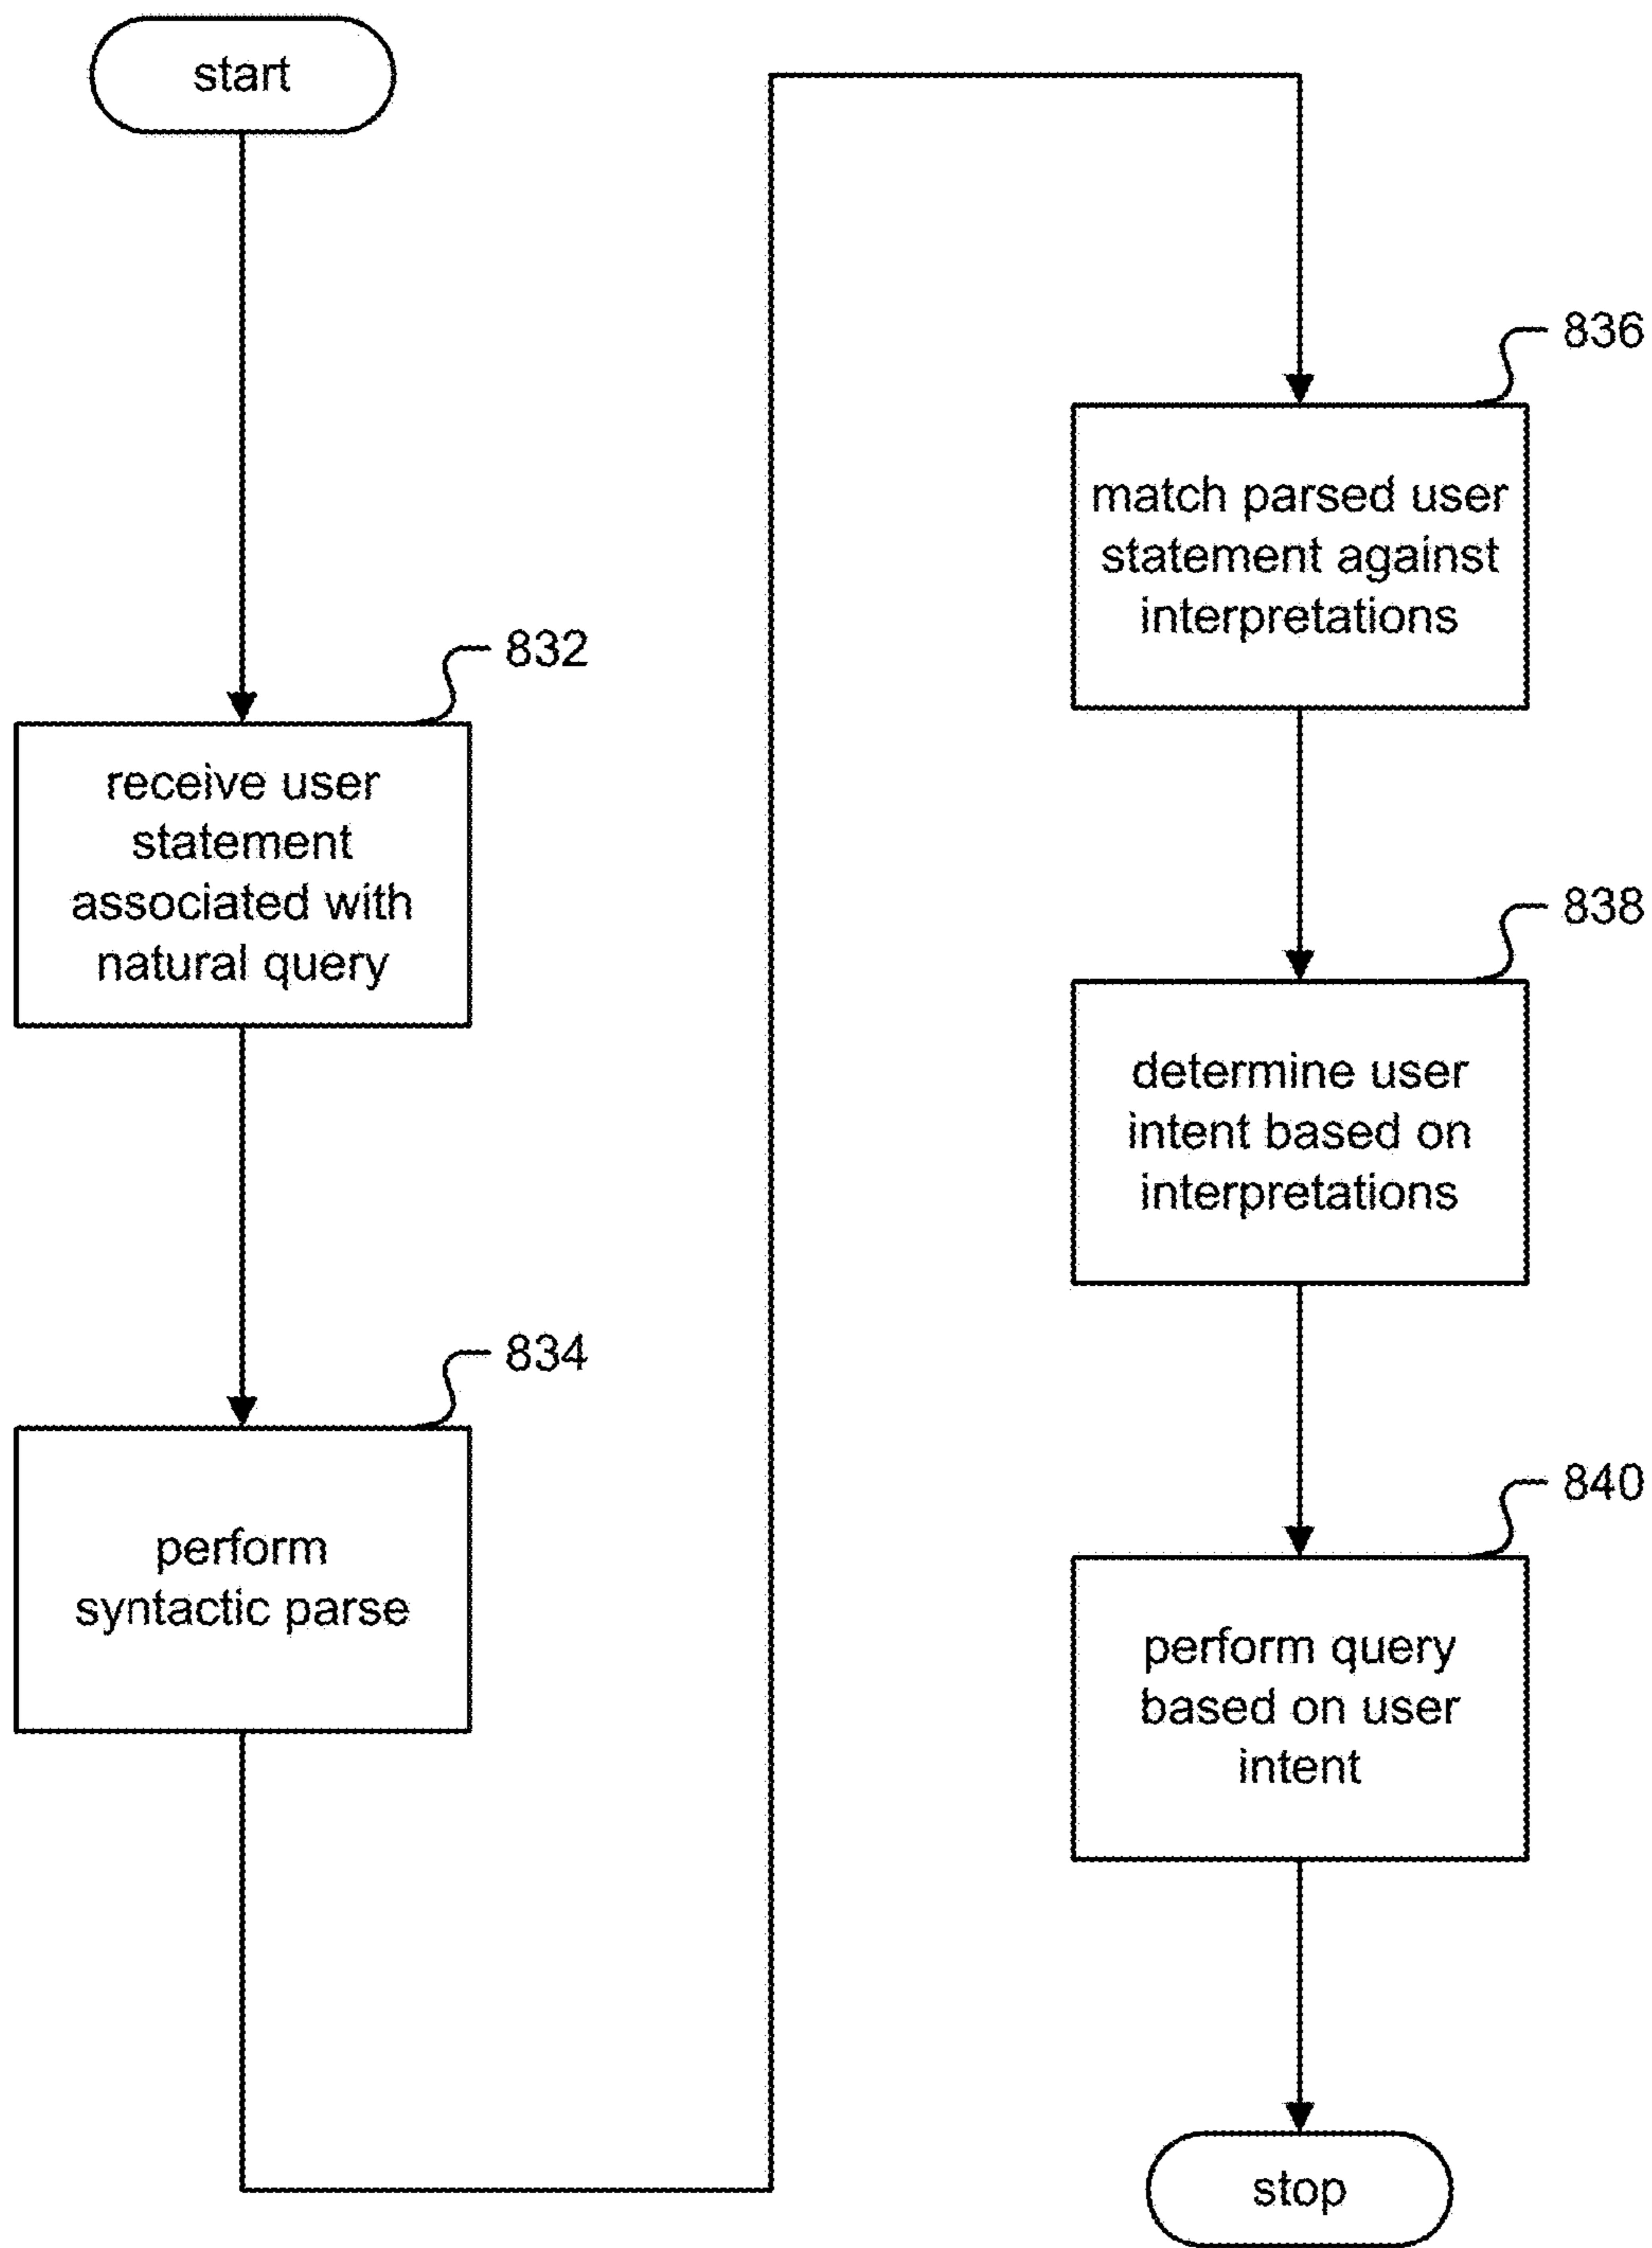 start
832
receive user
statement
associated with
natural query
834
perform
syntactic parse
836
match parsed user
statement against
interpretations
838
determine user
intent based on
interpretations
840
perform query
based on user
intent
stop